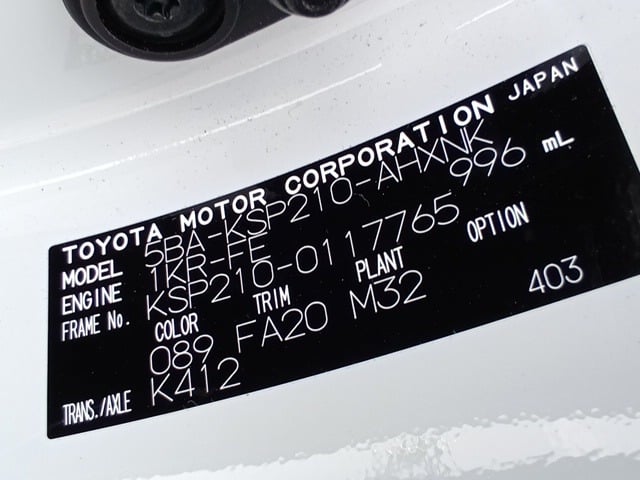 TOYOTA MOTOR CORPORATION JAPAN
MODEL 5BA-KSP210-AHXNK
ENGINE 1KR-FE 996 mL
FRAME No. KSP210-0117765
COLOR TRIM PLANT OPTION
089 FA20 M32 403
TRANS./AXLE K412